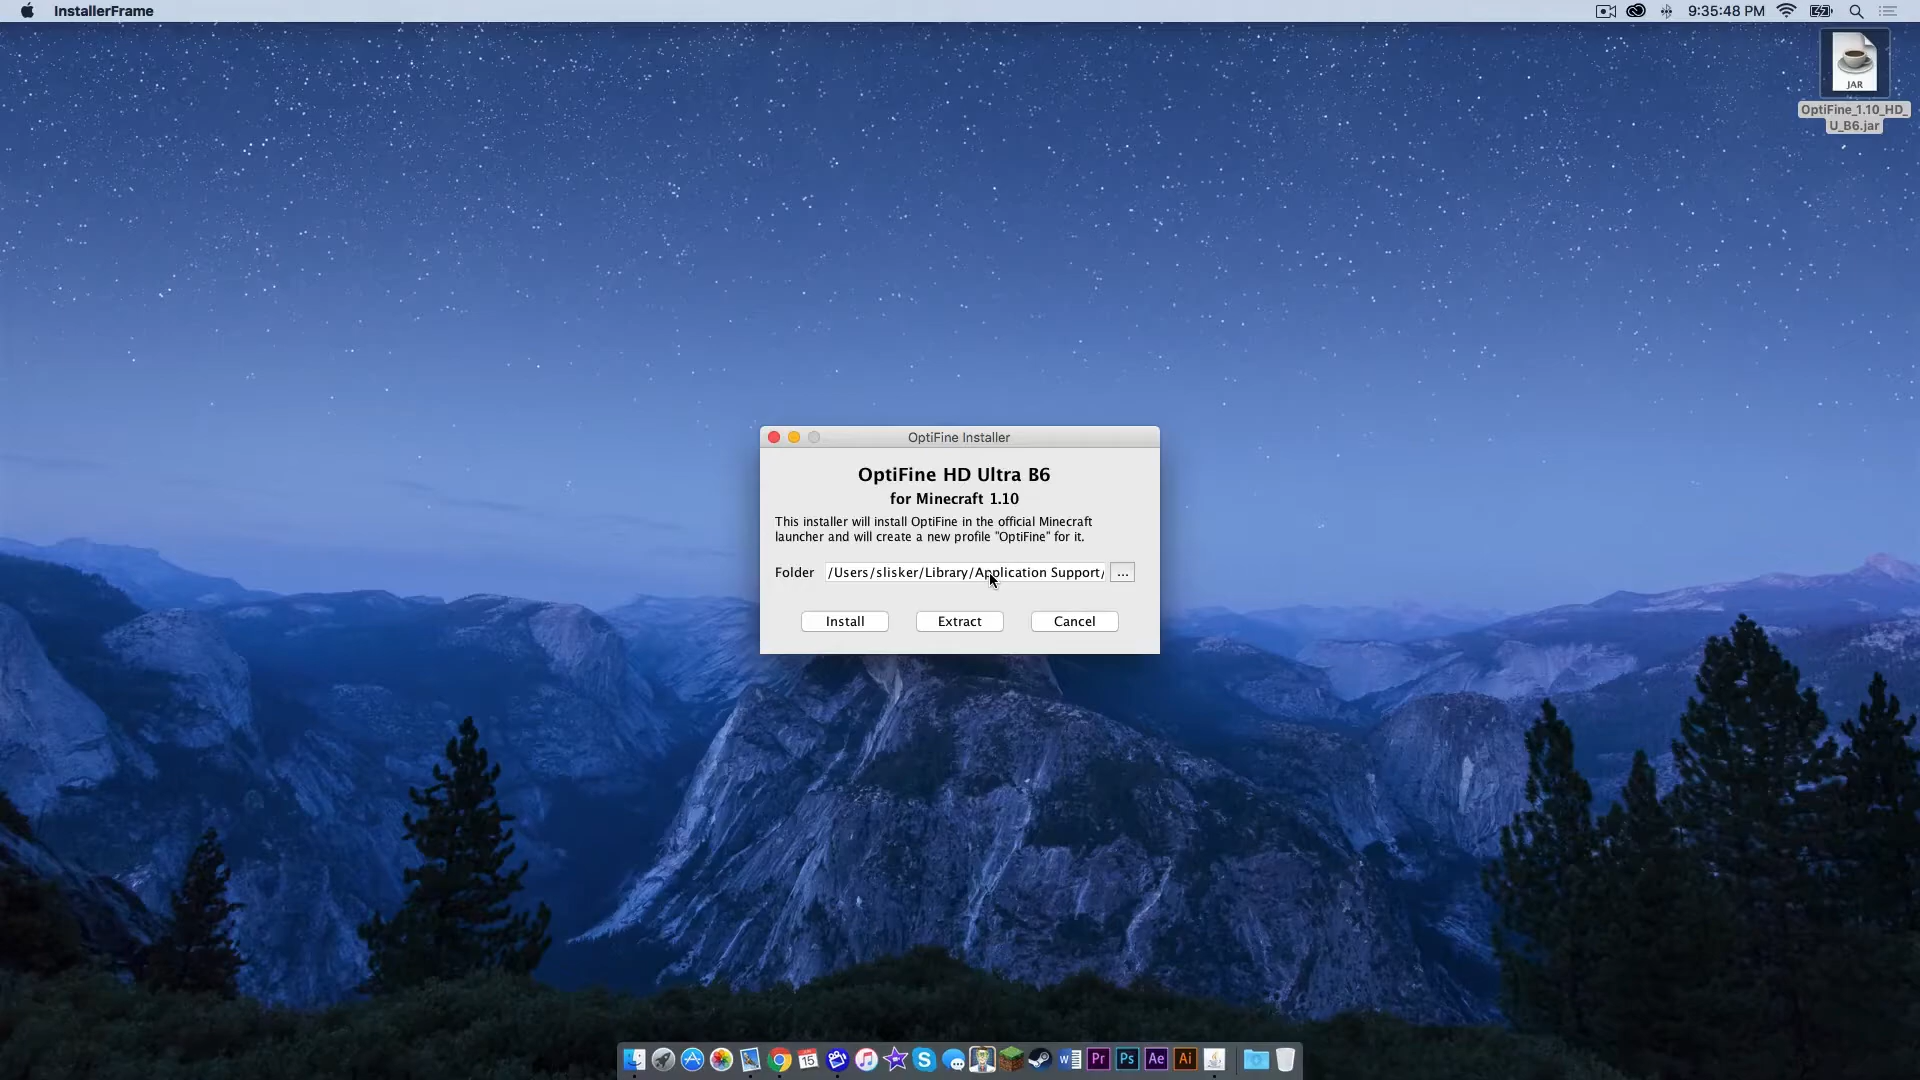 InstallerFrame
9:35:48 PM
JAR
OptiFine_1.10_HD_
U_B6.jar
OptiFine Installer
OptiFine HD Ultra B6
for Minecraft 1.10
This installer will install OptiFine in the official Minecraft
launcher and will create a new profile "OptiFine" for it.
Folder /Users/slisker/Library/Application Support/ ...
Install Extract Cancel
15 W Pr Ps Ae Ai